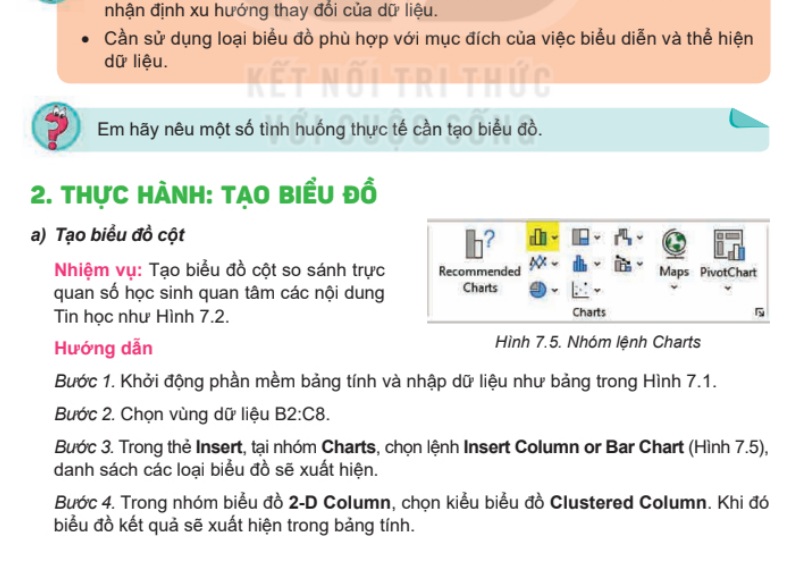 nhận định xu hướng thay đổi của dữ liệu.
• Cần sử dụng loại biểu đồ phù hợp với mục đích của việc biểu diễn và thể hiện
dữ liệu.
KẾT NỐI TRI THỨC
VỚI CUỘC SỐNG
Em hãy nêu một số tình huống thực tế cần tạo biểu đồ.
2. THỰC HÀNH: TẠO BIỂU ĐỒ
a) Tạo biểu đồ cột
Nhiệm vụ: Tạo biểu đồ cột so sánh trực
quan số học sinh quan tâm các nội dung
Tin học như Hình 7.2.
Recommended
Charts
Maps
PivotChart
Charts
Hình 7.5. Nhóm lệnh Charts
Hướng dẫn
Bước 1. Khởi động phần mềm bảng tính và nhập dữ liệu như bảng trong Hình 7.1.
Bước 2. Chọn vùng dữ liệu B2:C8.
Bước 3. Trong thẻ Insert, tại nhóm Charts, chọn lệnh Insert Column or Bar Chart (Hình 7.5),
danh sách các loại biểu đồ sẽ xuất hiện.
Bước 4. Trong nhóm biểu đồ 2-D Column, chọn kiểu biểu đồ Clustered Column. Khi đó
biểu đồ kết quả sẽ xuất hiện trong bảng tính.